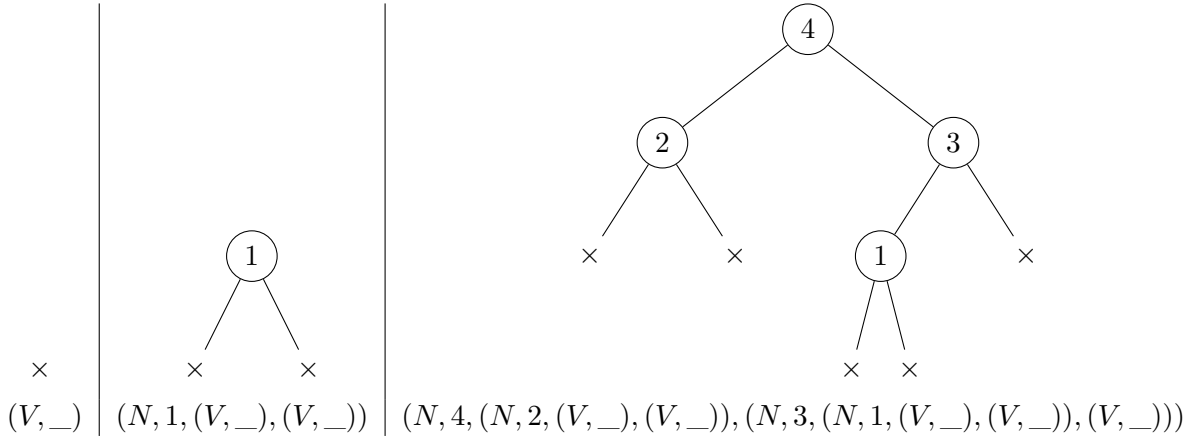 4
2 3
× × 1 ×
1
× × × × ×
(V, _) (N, 1, (V, _), (V, _)) (N, 4, (N, 2, (V, _), (V, _)), (N, 3, (N, 1, (V, _), (V, _)), (V, _)))